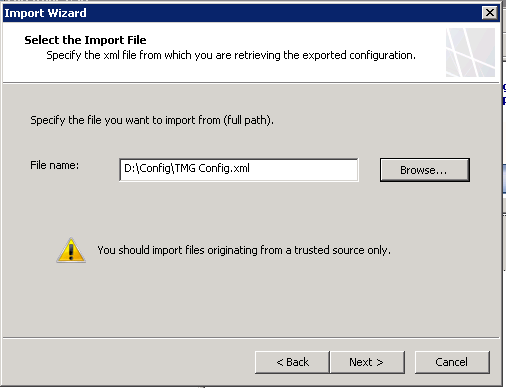 Import Wizard
Select the Import File
Specify the xml file from which you are retrieving the exported configuration.
Specify the file you want to import from (full path).
File name:
D:\Config\TMG Config.xml
Browse...
You should import files originating from a trusted source only.
< Back
Next >
Cancel